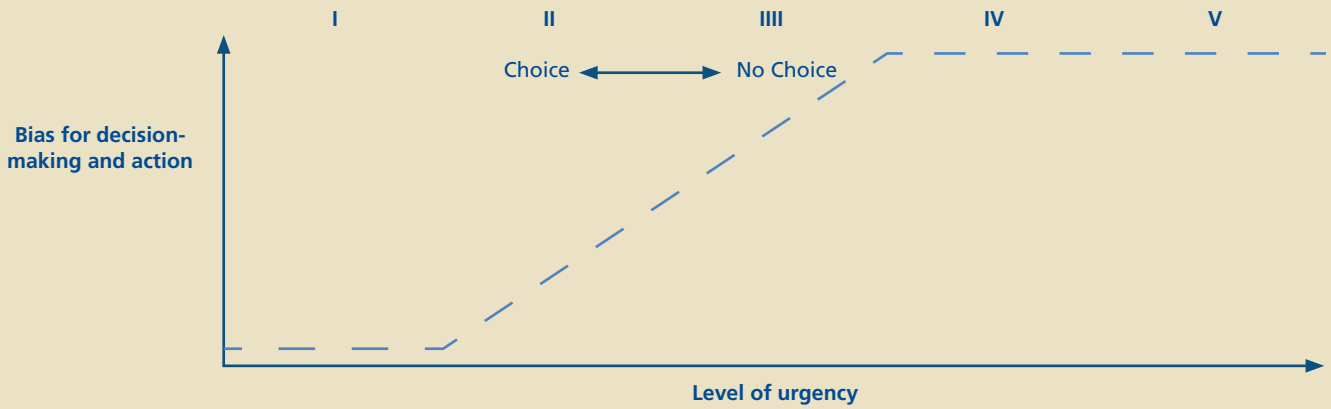 I II IIII IV V
Choice No Choice
Bias for decision-
making and action
Level of urgency